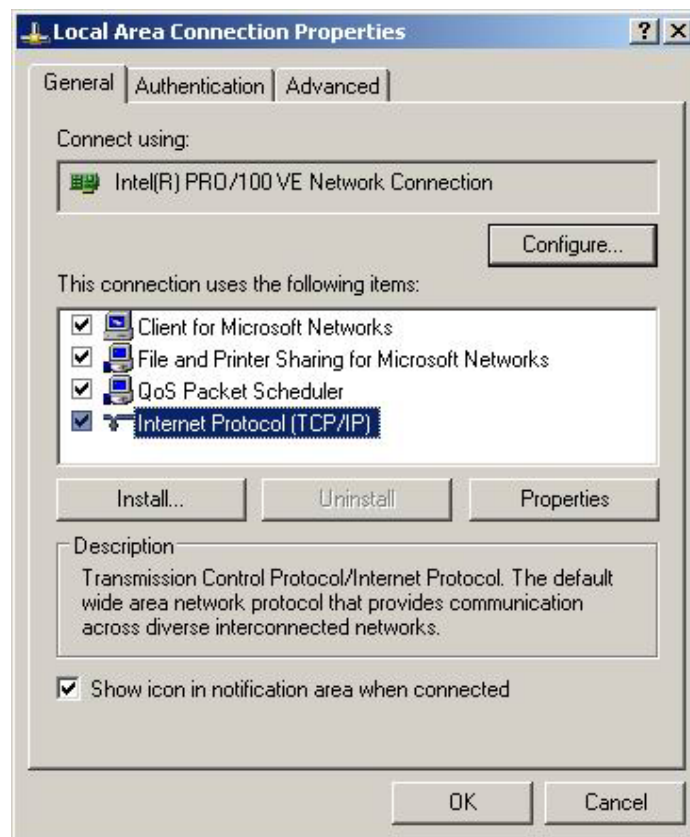 Local Area Connection Properties
General Authentication Advanced
Connect using:
Intel(R) PRO/100 VE Network Connection
Configure...
This connection uses the following items:
Client for Microsoft Networks
File and Printer Sharing for Microsoft Networks
QoS Packet Scheduler
Internet Protocol (TCP/IP)
Install... Uninstall Properties
Description
Transmission Control Protocol/Internet Protocol. The default
wide area network protocol that provides communication
across diverse interconnected networks.
Show icon in notification area when connected
OK Cancel